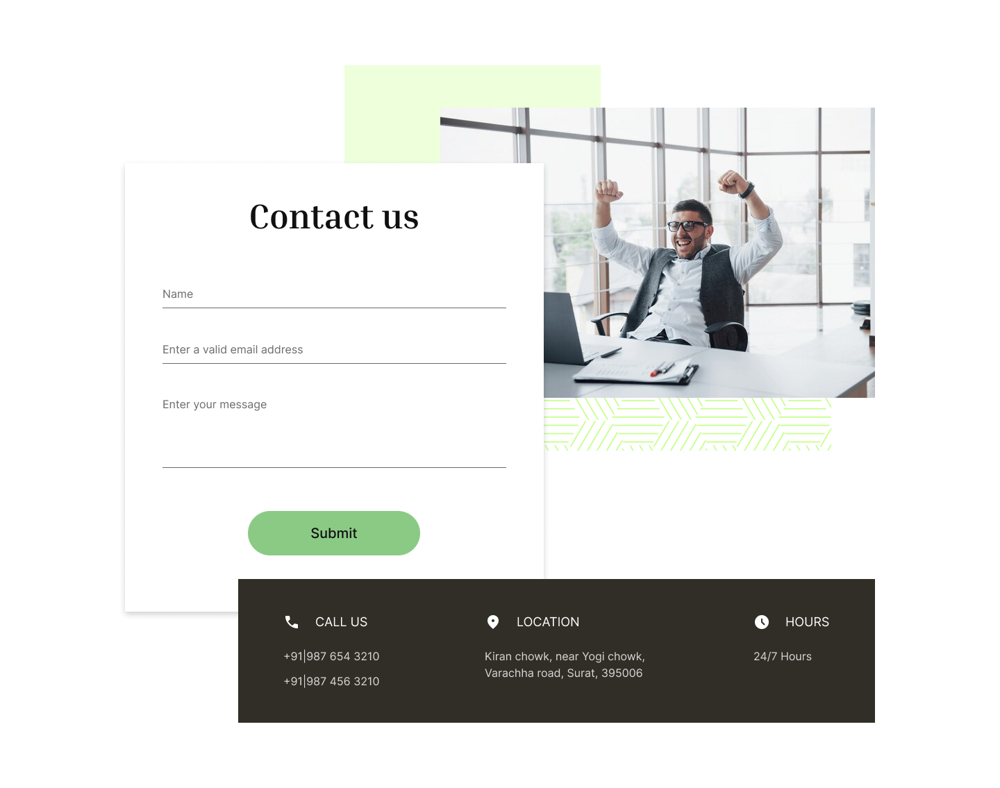 Contact us
Name
Enter a valid email address
Enter your message
Submit
CALL US
+91|987 654 3210
+91|987 456 3210
LOCATION
Kiran chowk, near Yogi chowk,
Varachha road, Surat, 395006
HOURS
24/7 Hours